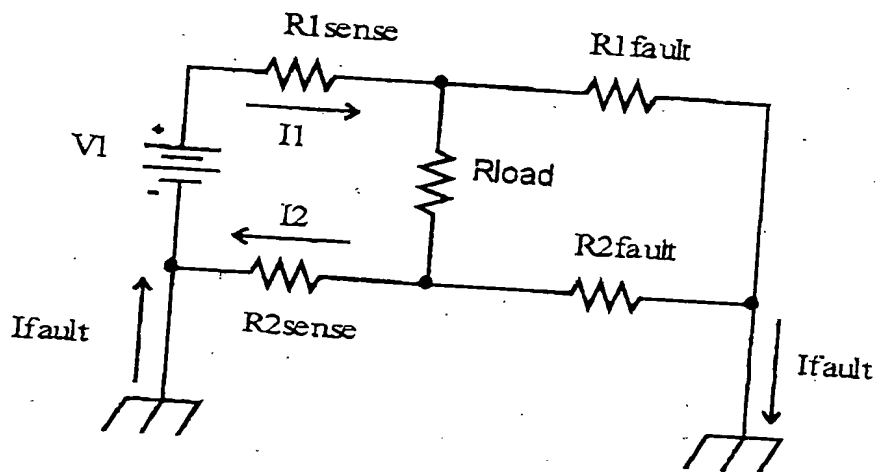 R1sense
R1fault
V1
+
-
I1
Rload
I2
R2fault
R2sense
Ifault
Ifault